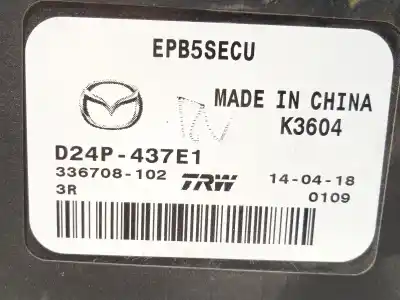 EPB5SECU
MADE IN CHINA
K3604
D24P-437E1
336708-102 TRW 14-04-18
3R 0109